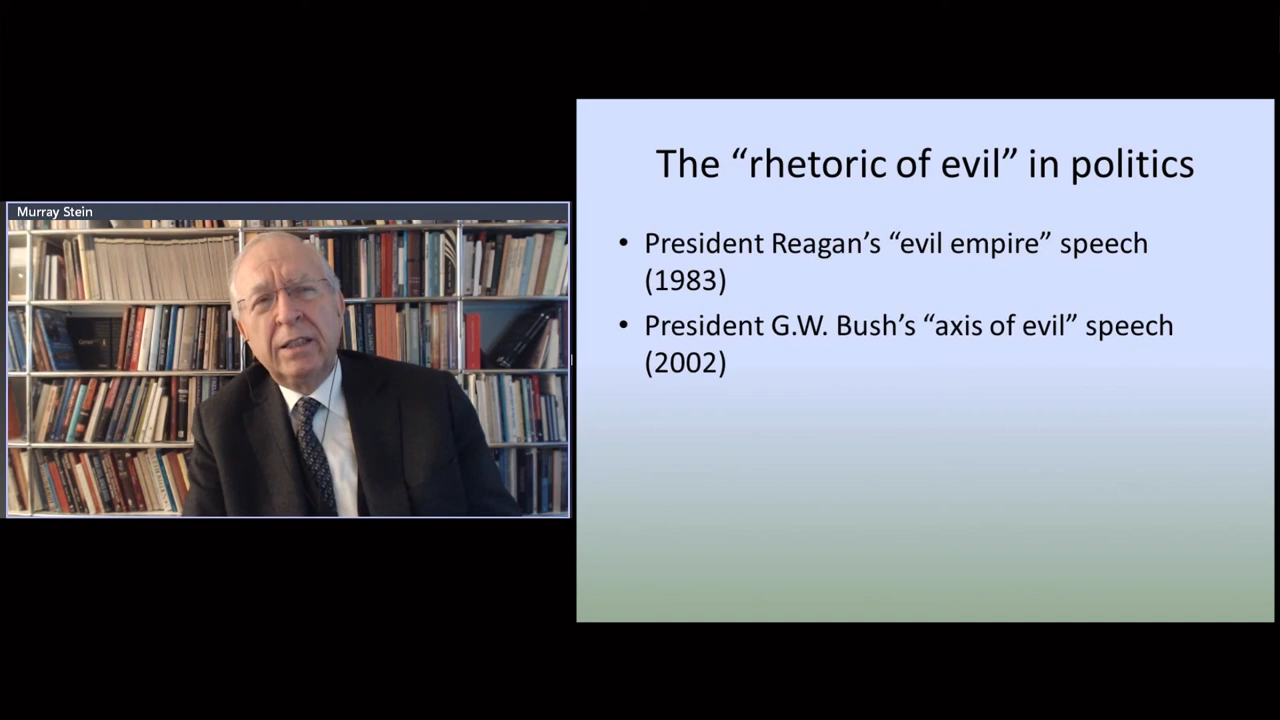 Murray Stein
The “rhetoric of evil” in politics
• President Reagan’s “evil empire” speech
(1983)
• President G.W. Bush’s “axis of evil” speech
(2002)